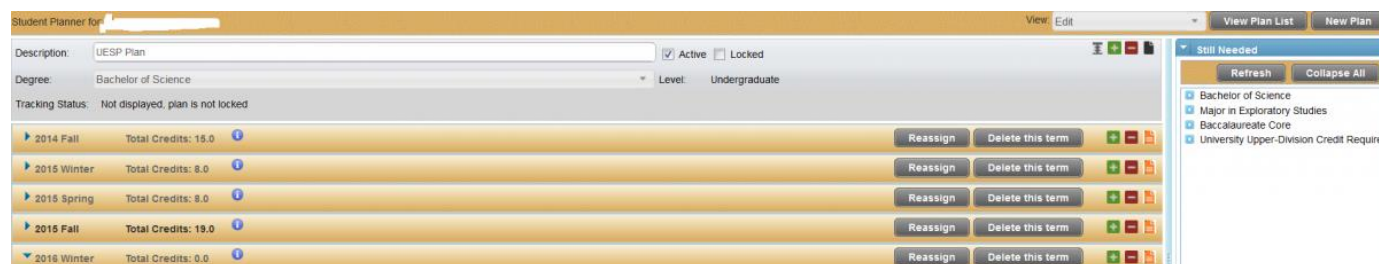 Student Planner for
View: Edit
View Plan List
New Plan
Description: UESP Plan
Active
Locked
Degree: Bachelor of Science
Level: Undergraduate
Tracking Status: Not displayed, plan is not locked
2014 Fall Total Credits: 15.0 Reassign Delete this term
2015 Winter Total Credits: 8.0 Reassign Delete this term
2015 Spring Total Credits: 8.0 Reassign Delete this term
2015 Fall Total Credits: 19.0 Reassign Delete this term
2016 Winter Total Credits: 0.0 Reassign Delete this term
Still Needed
Refresh
Collapse All
Bachelor of Science
Major in Exploratory Studies
Baccalaureate Core
University Upper-Division Credit Require